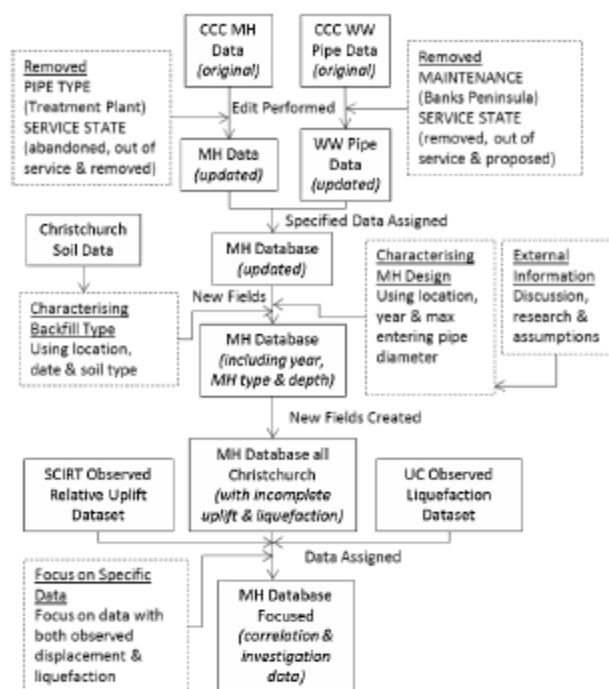 CCC MH
Data
(original)
CCC WW
Pipe Data
(original)
Removed
PIPE TYPE
(Treatment Plant)
SERVICE STATE
(abandoned, out of
service & removed)
Edit Performed
Removed
MAINTENANCE
(Banks Peninsula)
SERVICE STATE
(removed, out of
service & proposed)
MH Data
(updated)
WW Pipe
Data
(updated)
Specified Data Assigned
Christchurch
Soil Data
MH Database
(updated)
Characterising
MH Design
Using location,
year & max
entering pipe
diameter
External
Information
Discussion,
research &
assumptions
New Fields
Characterising
Backfill Type
Using location,
date & soil type
MH Database
(including year,
MH type & depth)
New Fields Created
SCIRT Observed
Relative Uplift
Dataset
MH Database all
Christchurch
(with incomplete
uplift & liquefaction)
UC Observed
Liquefaction
Dataset
Data Assigned
Focus on Specific
Data
Focus on data with
both observed
displacement &
liquefaction
MH Database
Focused
(correlation &
investigation
data)